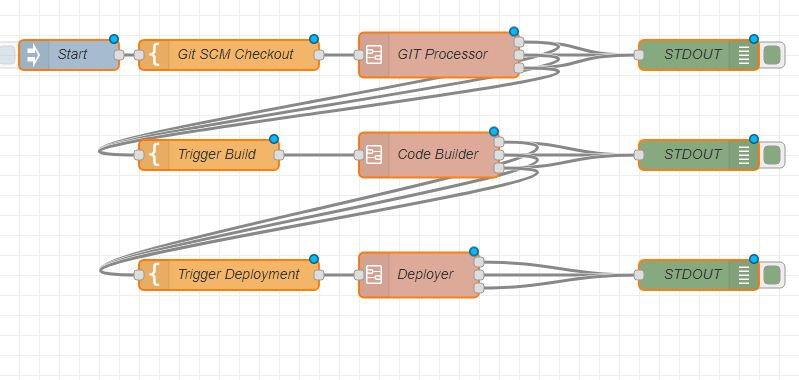 Start
Git SCM Checkout
GIT Processor
STDOUT
Trigger Build
Code Builder
STDOUT
Trigger Deployment
Deployer
STDOUT